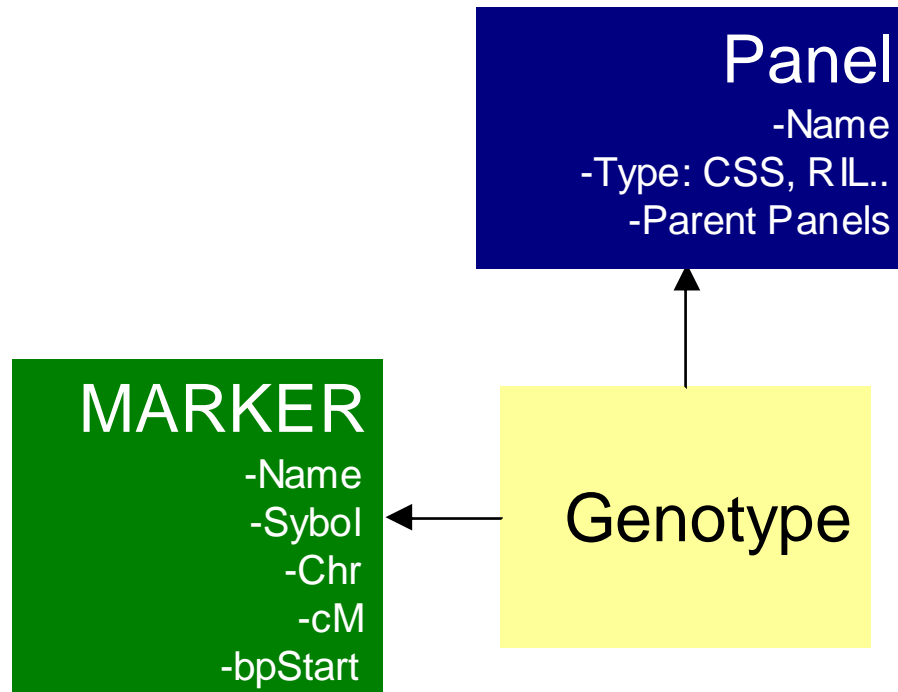 Panel
-Name
-Type: CSS, RIL..
-Parent Panels
MARKER
-Name
-Sybol
-Chr
-cM
-bpStart
Genotype